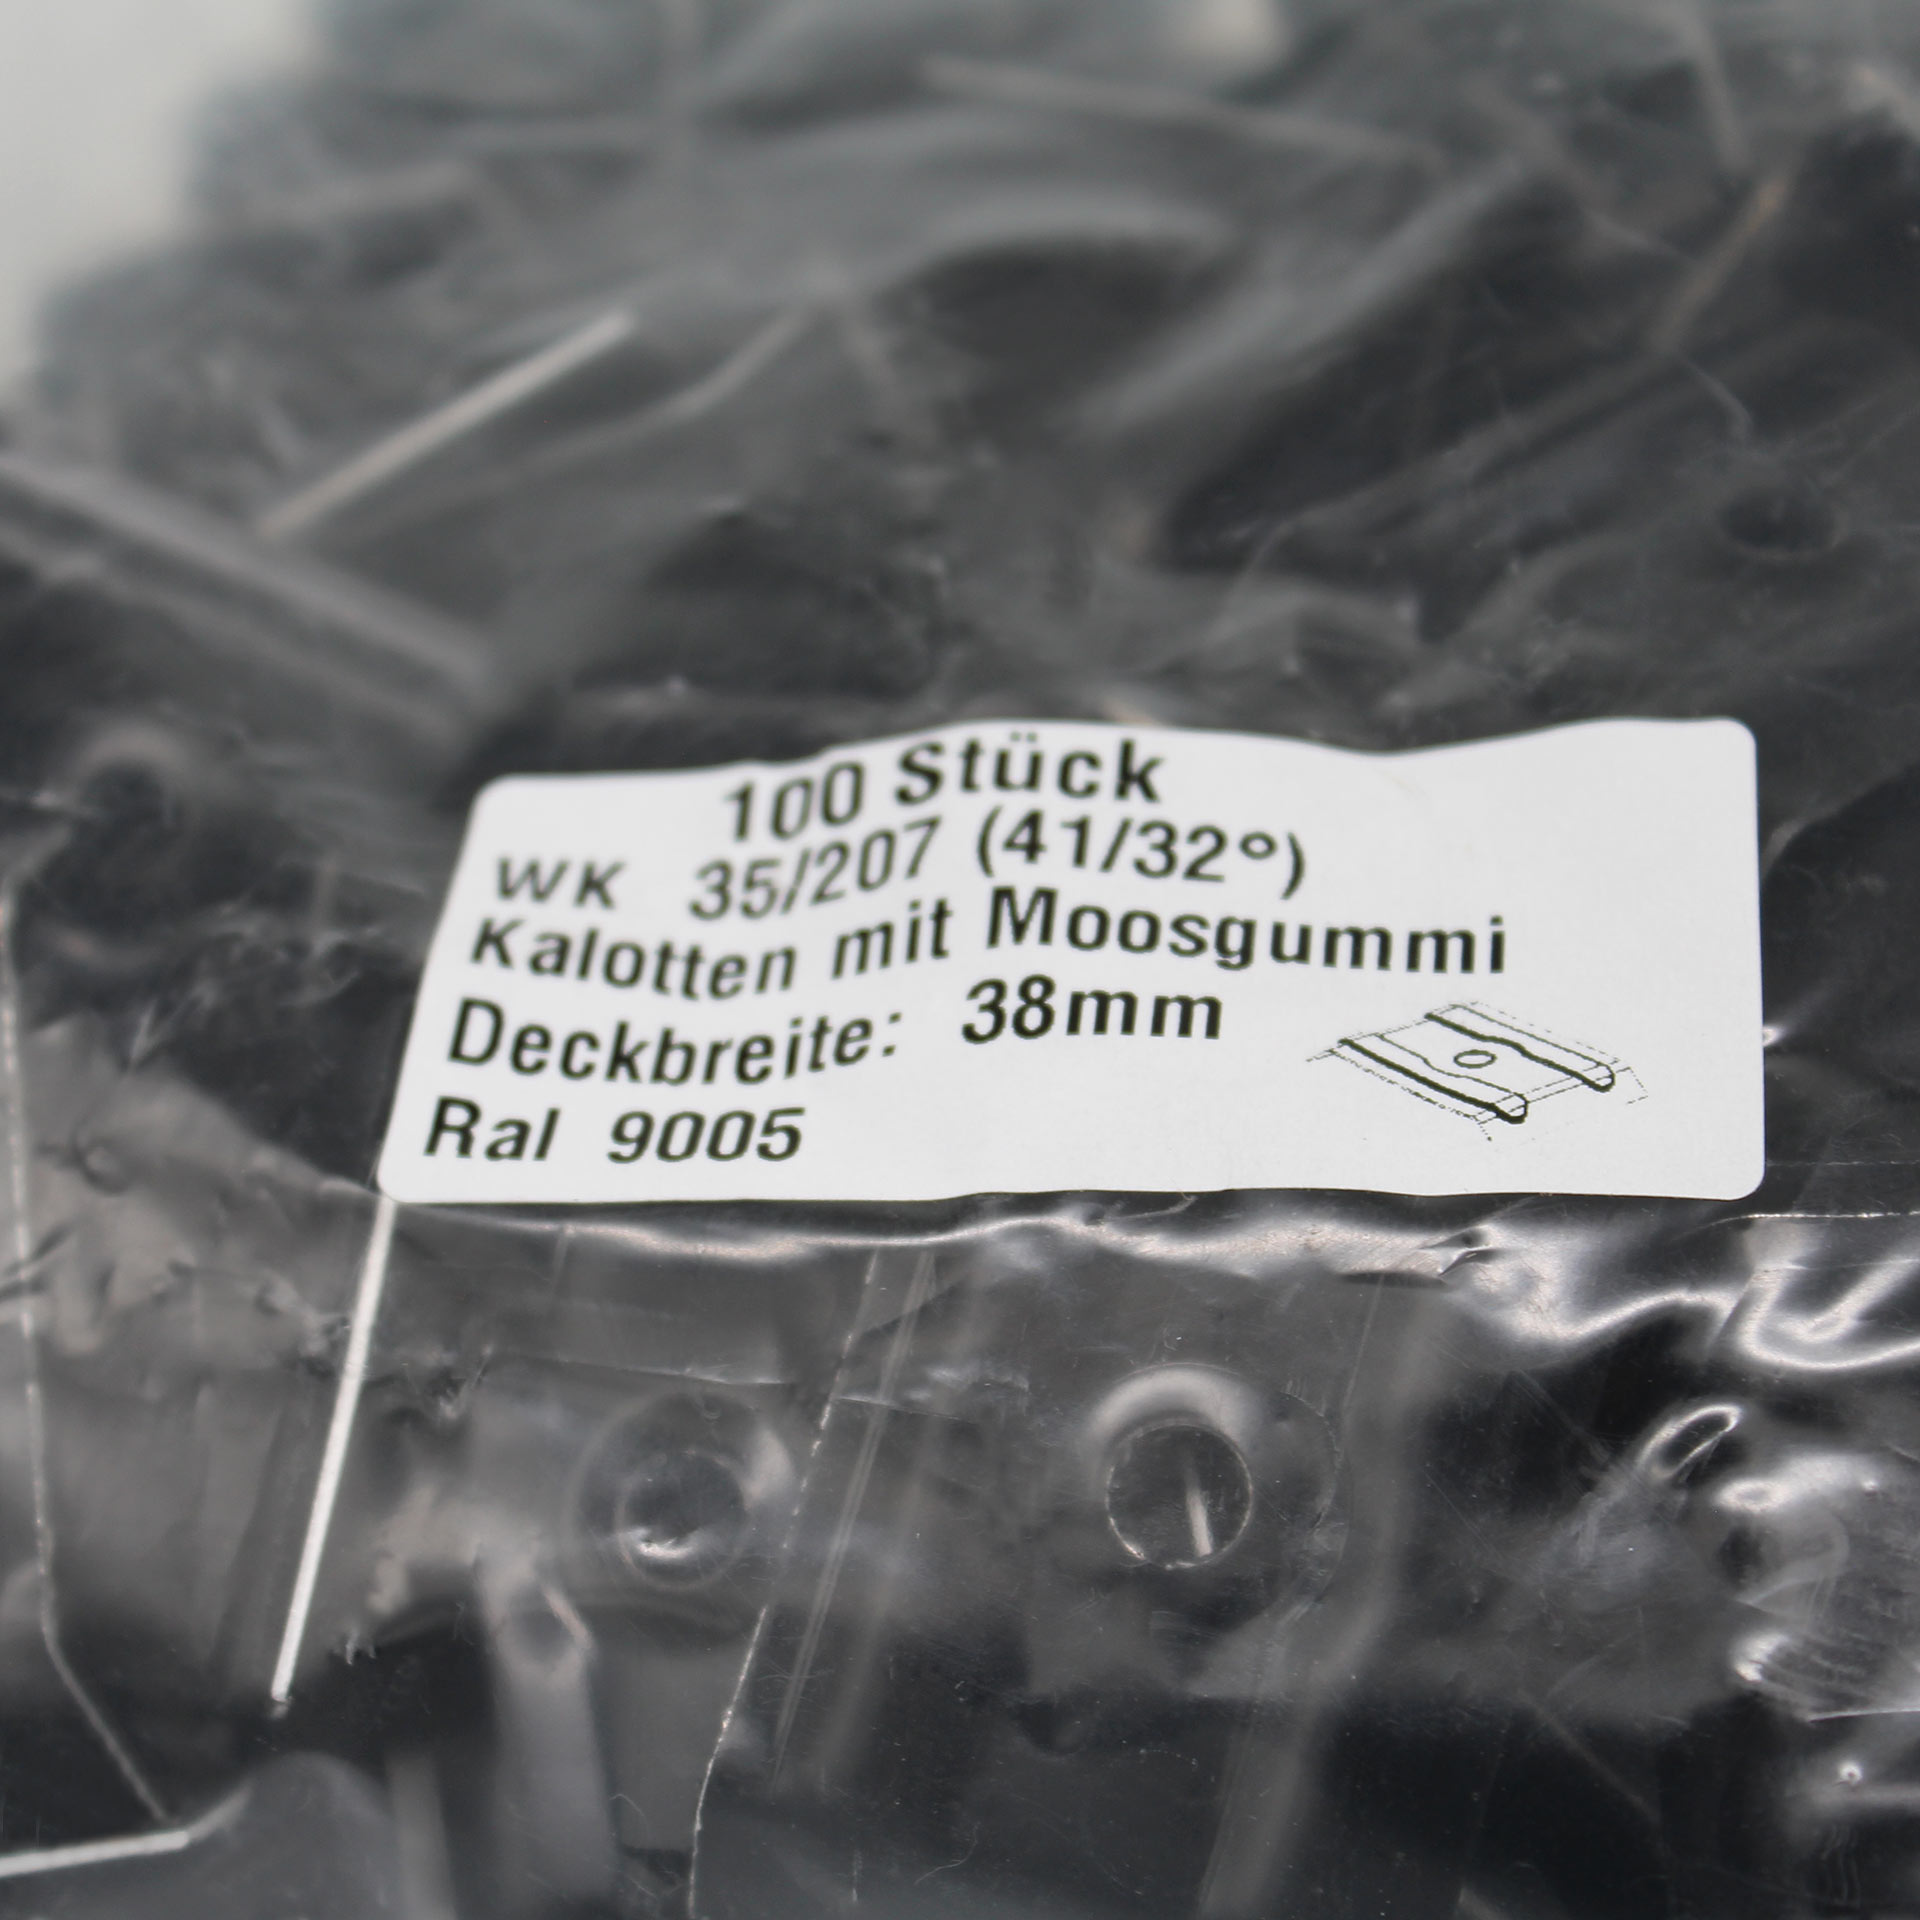 100 Stück
WK 35/207 (41/32°)
Kalotten mit Moosgummi
Deckbreite: 38mm
Ral 9005